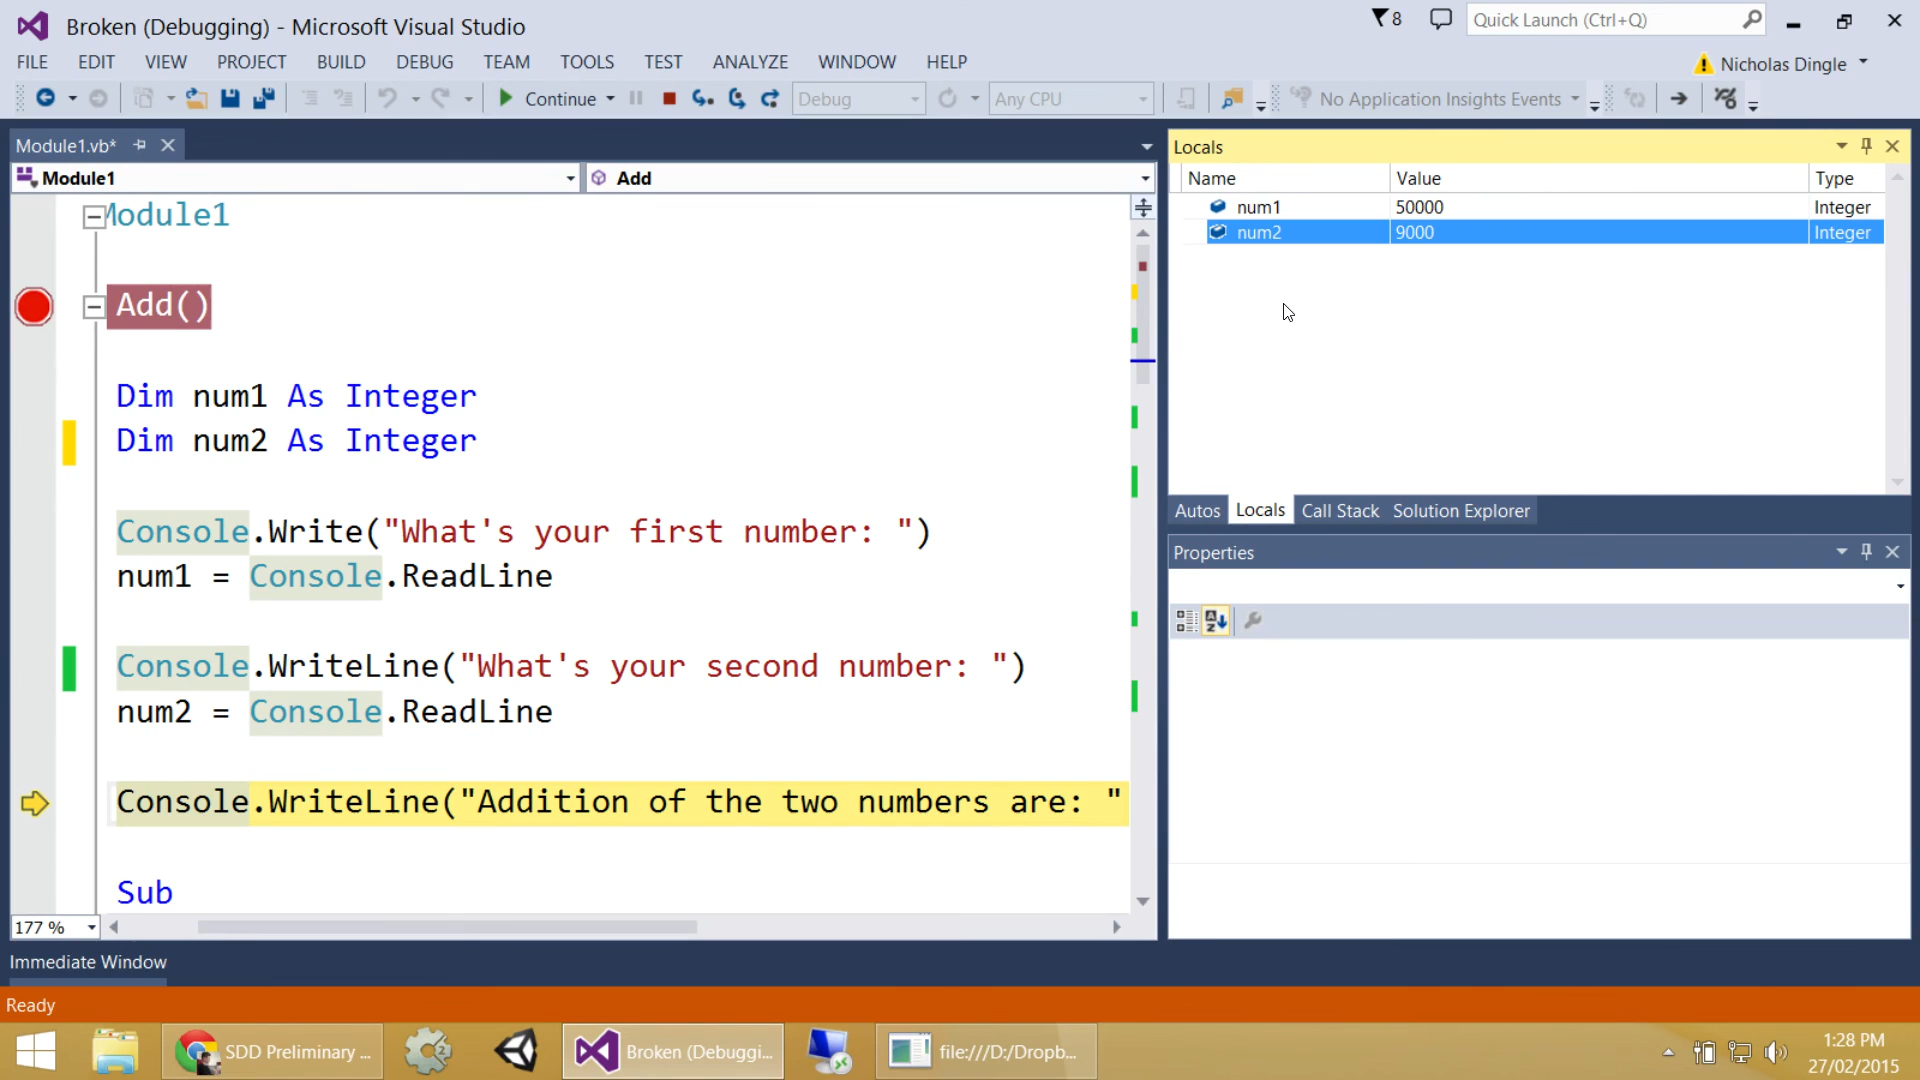 Broken (Debugging) - Microsoft Visual Studio
8
Quick Launch (Ctrl+Q)
FILE EDIT VIEW PROJECT BUILD DEBUG TEAM TOOLS TEST ANALYZE WINDOW HELP
Nicholas Dingle
Continue
Debug
Any CPU
No Application Insights Events
Module1.vb*
Module1
Add
Module1
Add()
Dim num1 As Integer
Dim num2 As Integer
Console.Write("What's your first number: ")
num1 = Console.ReadLine
Console.WriteLine("What's your second number: ")
num2 = Console.ReadLine
Console.WriteLine("Addition of the two numbers are: "
Sub
177 %
Locals
Name Value Type
num1 50000 Integer
num2 9000 Integer
Autos Locals Call Stack Solution Explorer
Properties
Immediate Window
Ready
SDD Preliminary ...
2
Broken (Debuggi...
file:///D:/Dropb...
1:28 PM
27/02/2015